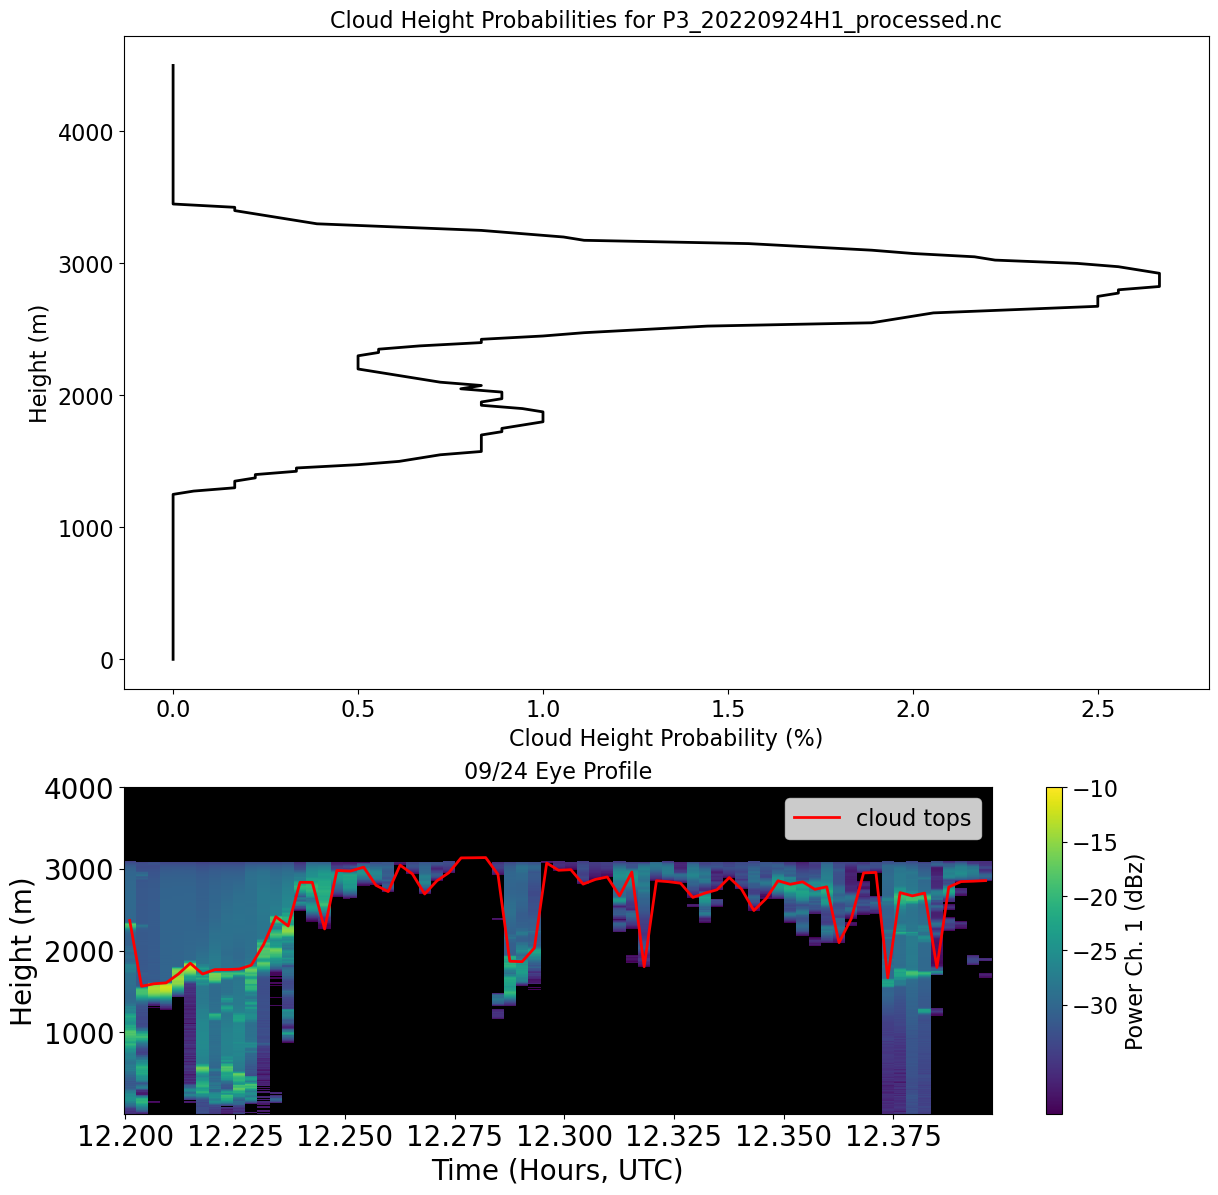 Cloud Height Probabilities for P3_20220924H1_processed.nc
4000
3000
2000
1000
0
Height (m)
0.0 0.5 1.0 1.5 2.0 2.5
Cloud Height Probability (%)
09/24 Eye Profile
4000
3000
2000
1000
Height (m)
cloud tops
12.200 12.225 12.250 12.275 12.300 12.325 12.350 12.375
Time (Hours, UTC)
−10
−15
−20
−25
−30
Power Ch. 1 (dBz)